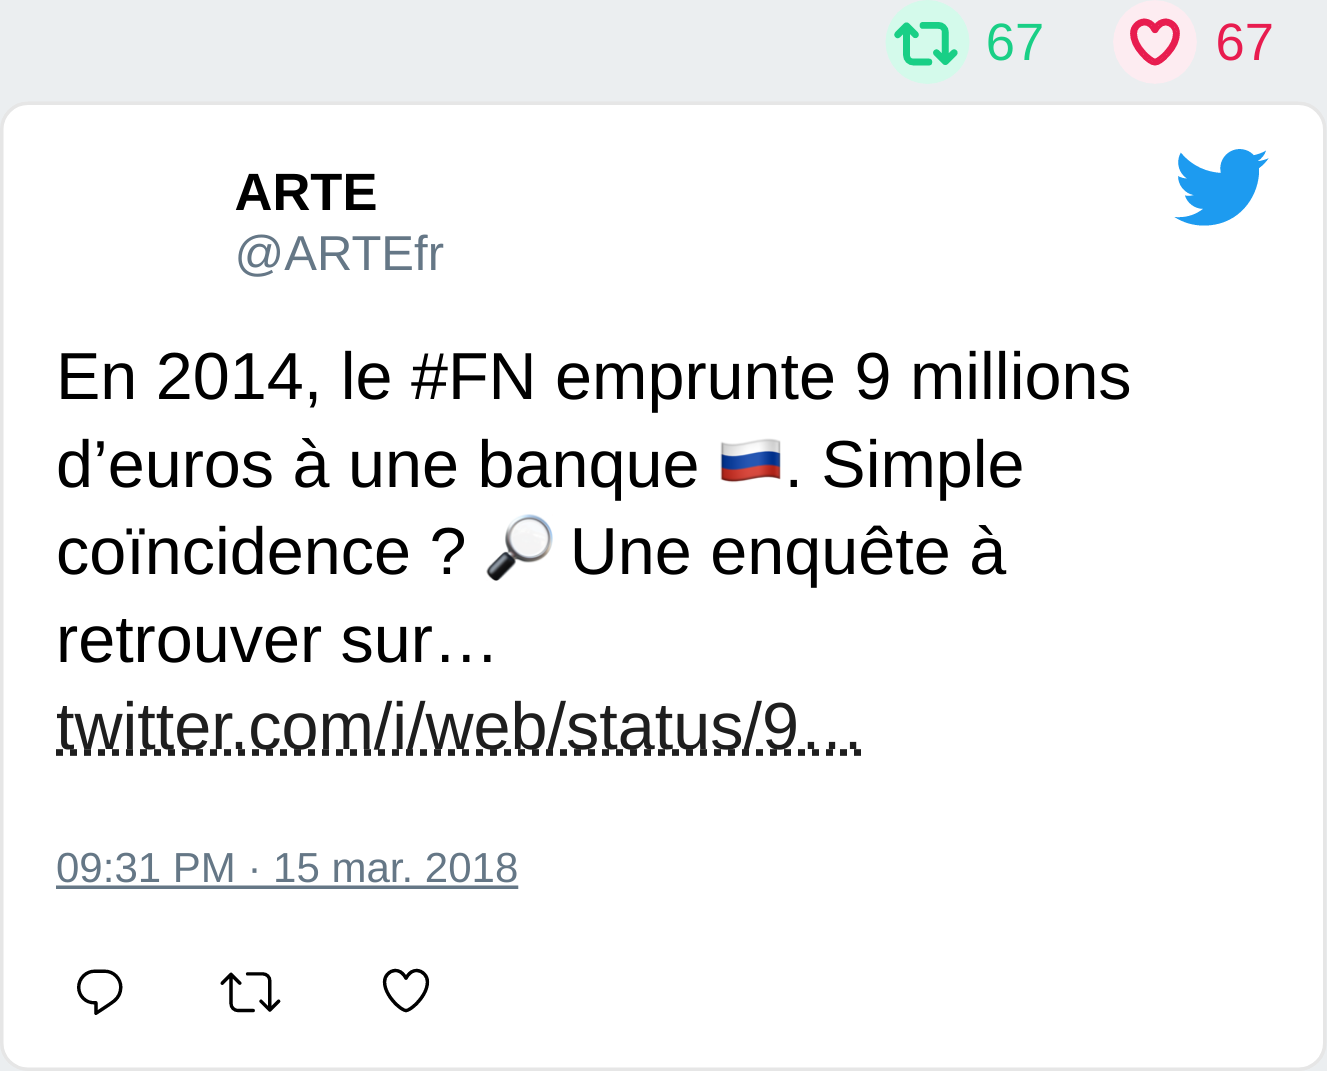 67 67
ARTE
@ARTEfr
En 2014, le #FN emprunte 9 millions
d’euros à une banque 🇷🇺. Simple
coïncidence ? 🔎 Une enquête à
retrouver sur…
twitter.com/i/web/status/9…
09:31 PM · 15 mar. 2018